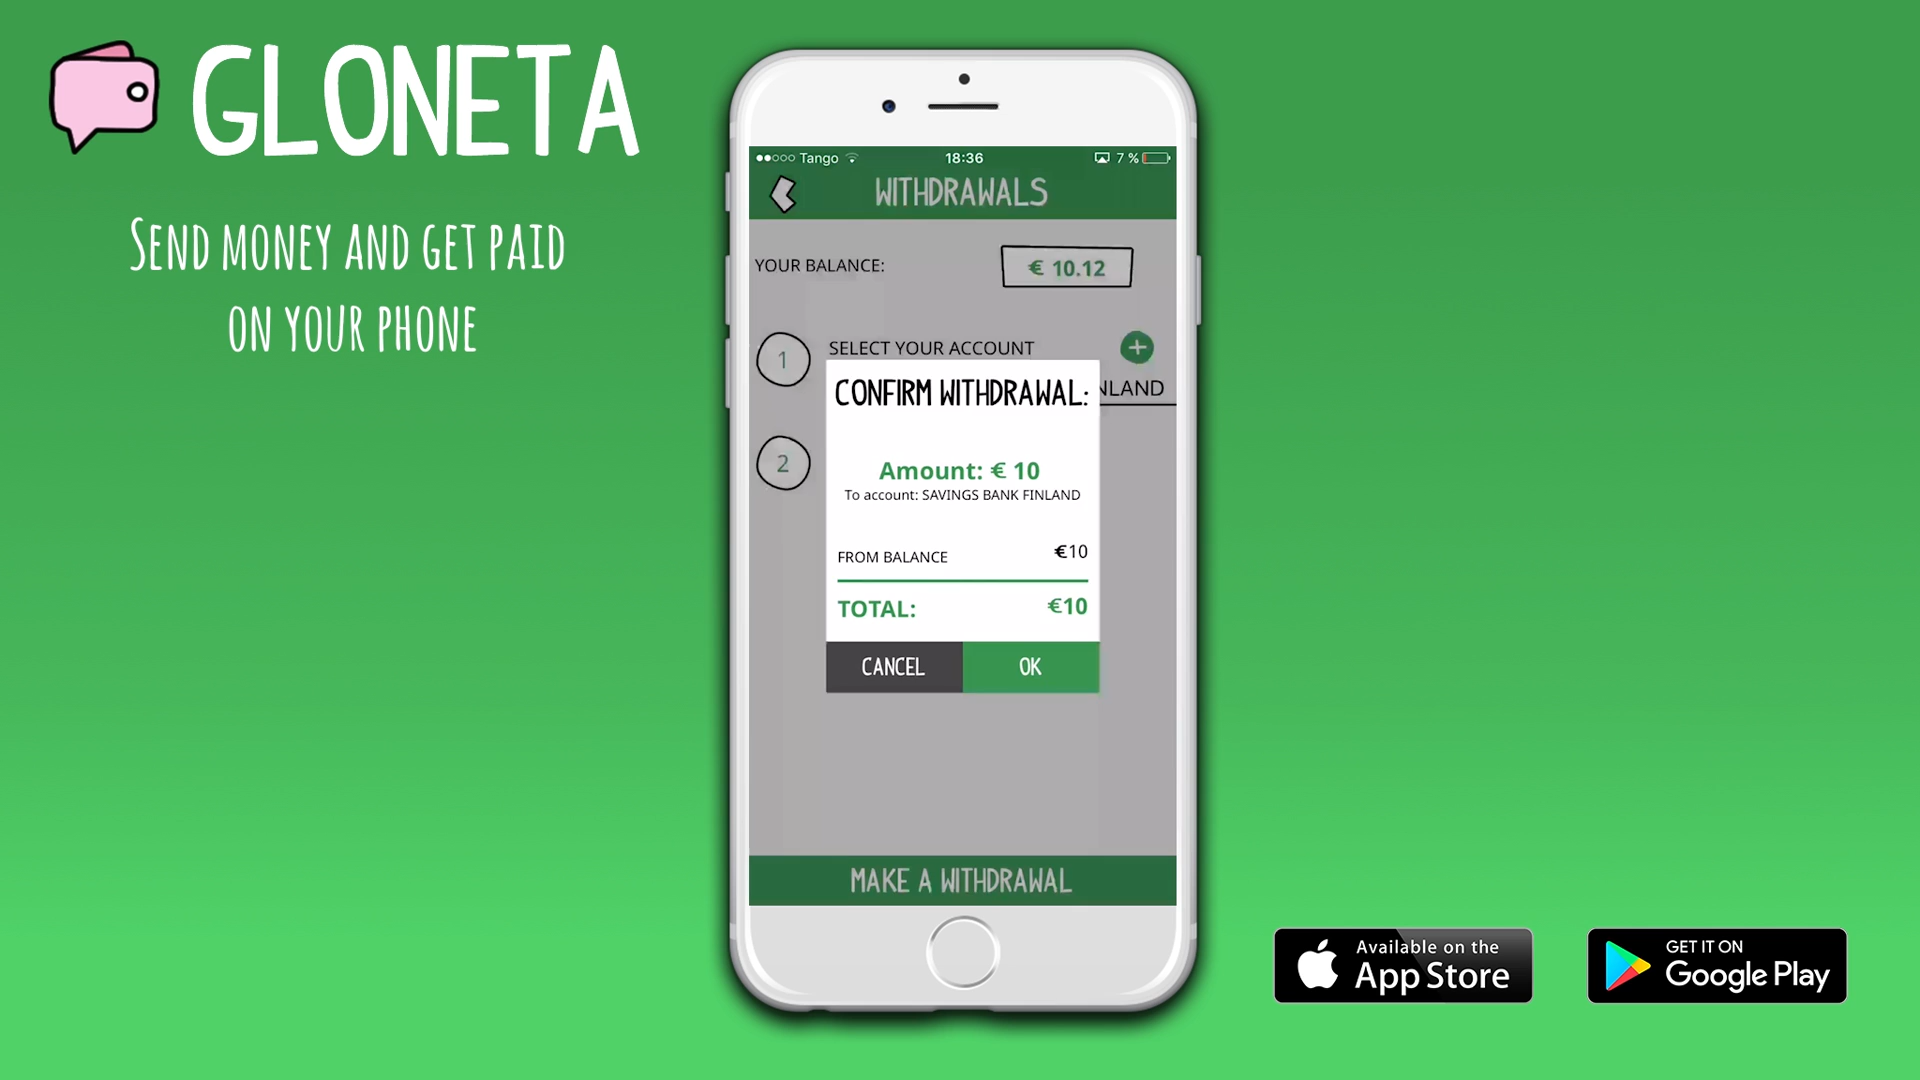 GLONETA
SEND MONEY AND GET PAID
ON YOUR PHONE
Tango 18:36 7 %
WITHDRAWALS
YOUR BALANCE: € 10.12
1 SELECT YOUR ACCOUNT +
NLAND
2
CONFIRM WITHDRAWAL:
Amount: € 10
To account: SAVINGS BANK FINLAND
FROM BALANCE €10
TOTAL: €10
CANCEL OK
MAKE A WITHDRAWAL
Available on the
App Store
GET IT ON
Google Play